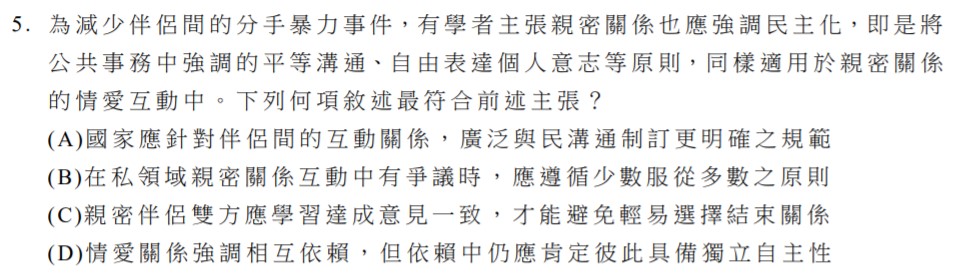 5. 為減少伴侶間的分手暴力事件，有學者主張親密關係也應強調民主化，即是將
公共事務中強調的平等溝通、自由表達個人意志等原則，同樣適用於親密關係
的情愛互動中。下列何項敘述最符合前述主張？
(A)國家應針對伴侶間的互動關係，廣泛與民溝通制訂更明確之規範
(B)在私領域親密關係互動中有爭議時，應遵循少數服從多數之原則
(C)親密伴侶雙方應學習達成意見一致，才能避免輕易選擇結束關係
(D)情愛關係強調相互依賴，但依賴中仍應肯定彼此具備獨立自主性